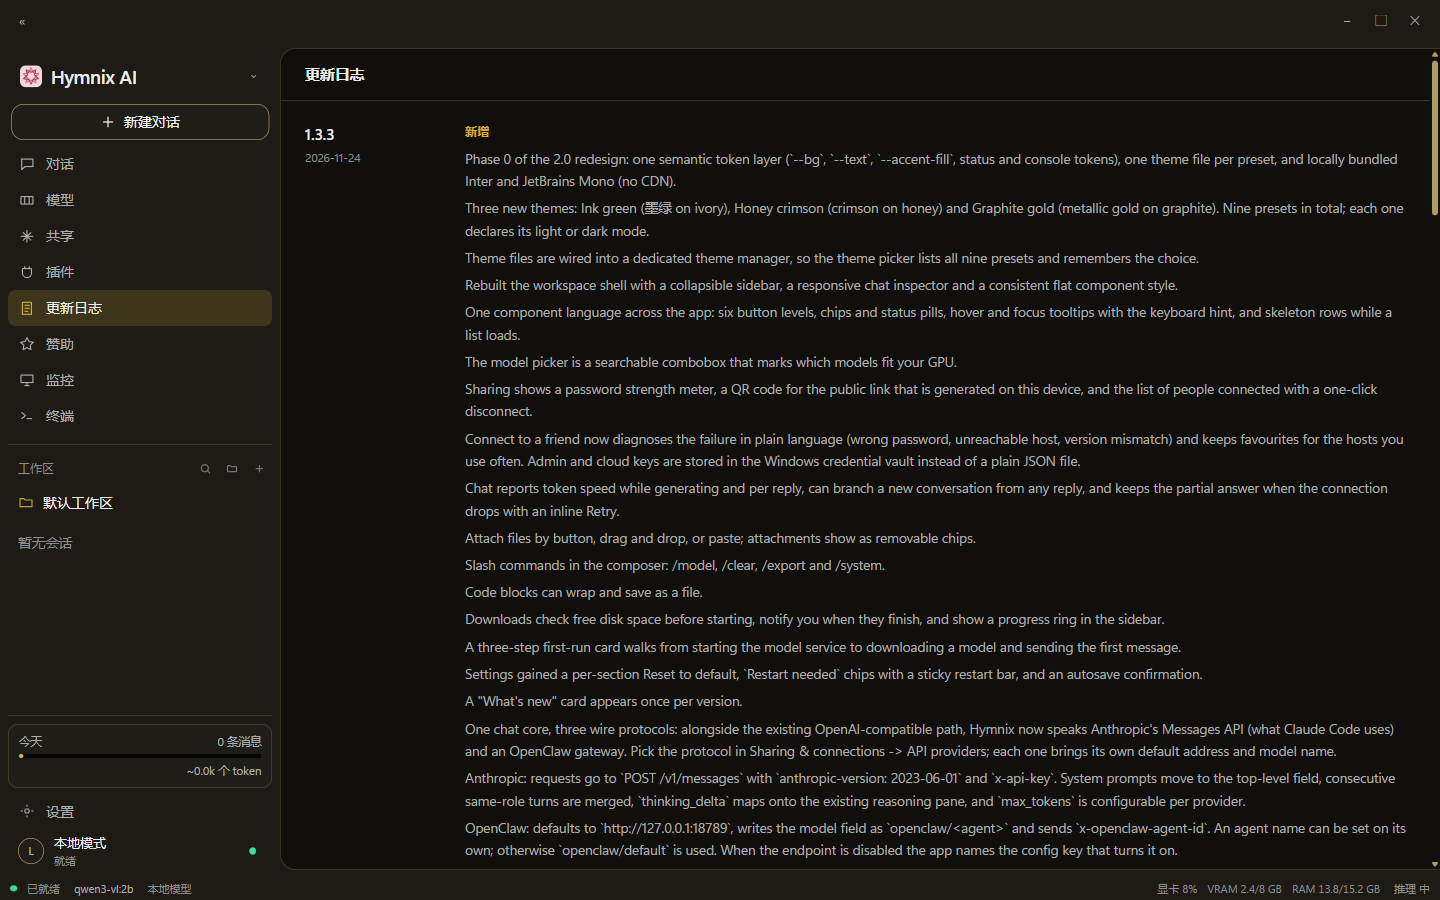 «
Hymnix AI
新建对话
对话
模型
共享
插件
更新日志
赞助
监控
终端
工作区
默认工作区
暂无会话
今天 0 条消息
~0.0k 个 token
设置
L 本地模式
就绪
更新日志
1.3.3
2026-11-24
新增
Phase 0 of the 2.0 redesign: one semantic token layer (`--bg`, `--text`, `--accent-fill`, status and console tokens), one theme file per preset, and locally bundled
Inter and JetBrains Mono (no CDN).
Three new themes: Ink green (墨绿 on ivory), Honey crimson (crimson on honey) and Graphite gold (metallic gold on graphite). Nine presets in total; each one
declares its light or dark mode.
Theme files are wired into a dedicated theme manager, so the theme picker lists all nine presets and remembers the choice.
Rebuilt the workspace shell with a collapsible sidebar, a responsive chat inspector and a consistent flat component style.
One component language across the app: six button levels, chips and status pills, hover and focus tooltips with the keyboard hint, and skeleton rows while a
list loads.
The model picker is a searchable combobox that marks which models fit your GPU.
Sharing shows a password strength meter, a QR code for the public link that is generated on this device, and the list of people connected with a one-click
disconnect.
Connect to a friend now diagnoses the failure in plain language (wrong password, unreachable host, version mismatch) and keeps favourites for the hosts you
use often. Admin and cloud keys are stored in the Windows credential vault instead of a plain JSON file.
Chat reports token speed while generating and per reply, can branch a new conversation from any reply, and keeps the partial answer when the connection
drops with an inline Retry.
Attach files by button, drag and drop, or paste; attachments show as removable chips.
Slash commands in the composer: /model, /clear, /export and /system.
Code blocks can wrap and save as a file.
Downloads check free disk space before starting, notify you when they finish, and show a progress ring in the sidebar.
A three-step first-run card walks from starting the model service to downloading a model and sending the first message.
Settings gained a per-section Reset to default, `Restart needed` chips with a sticky restart bar, and an autosave confirmation.
A "What's new" card appears once per version.
One chat core, three wire protocols: alongside the existing OpenAI-compatible path, Hymnix now speaks Anthropic's Messages API (what Claude Code uses)
and an OpenClaw gateway. Pick the protocol in Sharing & connections -> API providers; each one brings its own default address and model name.
Anthropic: requests go to `POST /v1/messages` with `anthropic-version: 2023-06-01` and `x-api-key`. System prompts move to the top-level field, consecutive
same-role turns are merged, `thinking_delta` maps onto the existing reasoning pane, and `max_tokens` is configurable per provider.
OpenClaw: defaults to `http://127.0.0.1:18789`, writes the model field as `openclaw/<agent>` and sends `x-openclaw-agent-id`. An agent name can be set on its
own; otherwise `openclaw/default` is used. When the endpoint is disabled the app names the config key that turns it on.
已就绪 qwen3-vl:2b 本地模型
显卡 8% VRAM 2.4/8 GB RAM 13.8/15.2 GB 推理 中